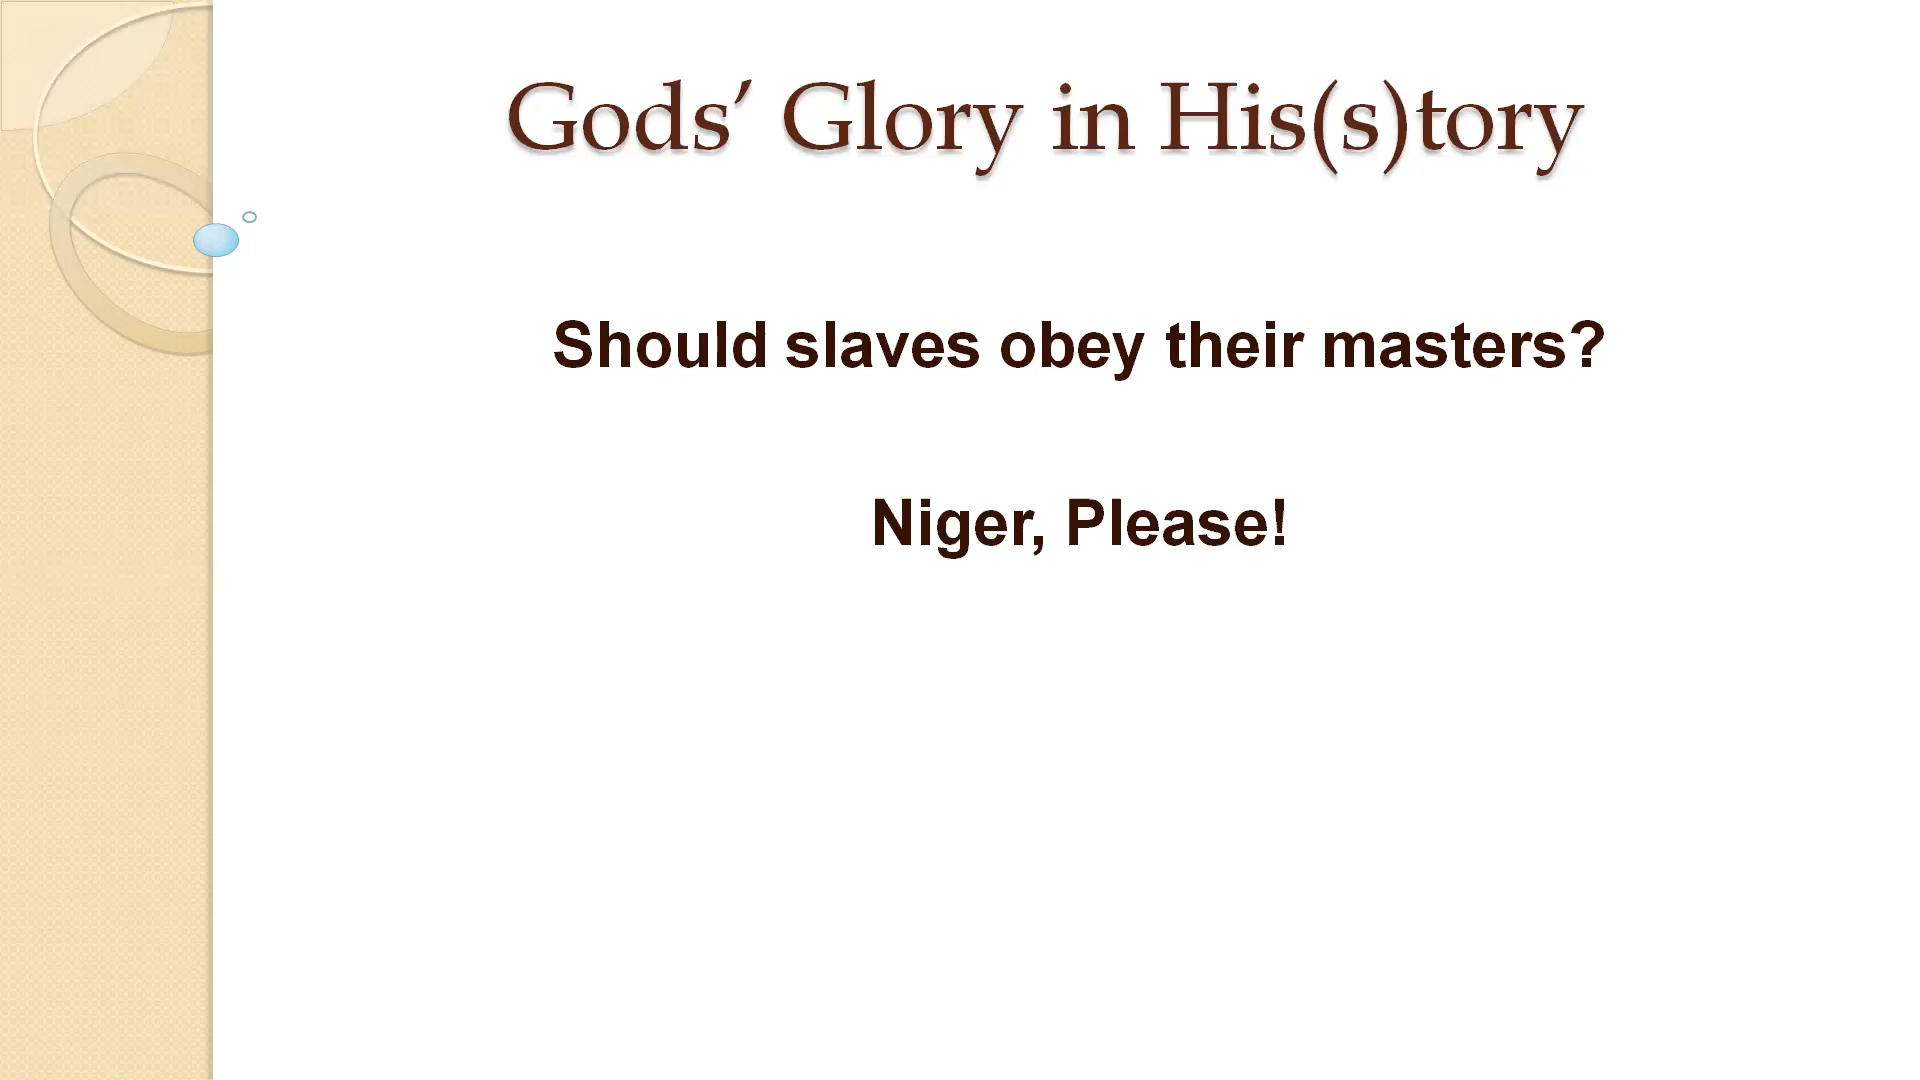 Gods’ Glory in His(s)tory
Should slaves obey their masters?
Niger, Please!